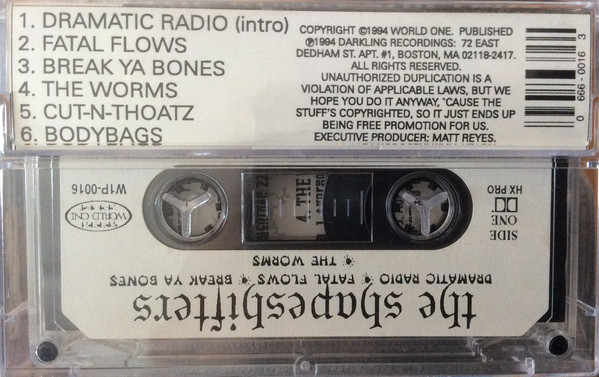 1. DRAMATIC RADIO (intro)
2. FATAL FLOWS
3. BREAK YA BONES
4. THE WORMS
5. CUT-N-THOATZ
6. BODYBAGS
COPYRIGHT ©1994 WORLD ONE. PUBLISHED
℗1994 DARKLING RECORDINGS: 72 EAST
DEDHAM ST. APT. #1, BOSTON, MA 02118-2417.
ALL RIGHTS RESERVED.
UNAUTHORIZED DUPLICATION IS A
VIOLATION OF APPLICABLE LAWS, BUT WE
HOPE YOU DO IT ANYWAY, 'CAUSE THE
STUFF'S COPYRIGHTED, SO IT JUST ENDS UP
BEING FREE PROMOTION FOR US.
EXECUTIVE PRODUCER: MATT REYES.
0 666-0016 3
the shapeshifters
DRAMATIC RADIO ✷ FATAL FLOWS ✷ BREAK YA BONES
✷ THE WORMS
SIDE
ONE
HX PRO
WORLD ONE
W1P-0016
4. THE